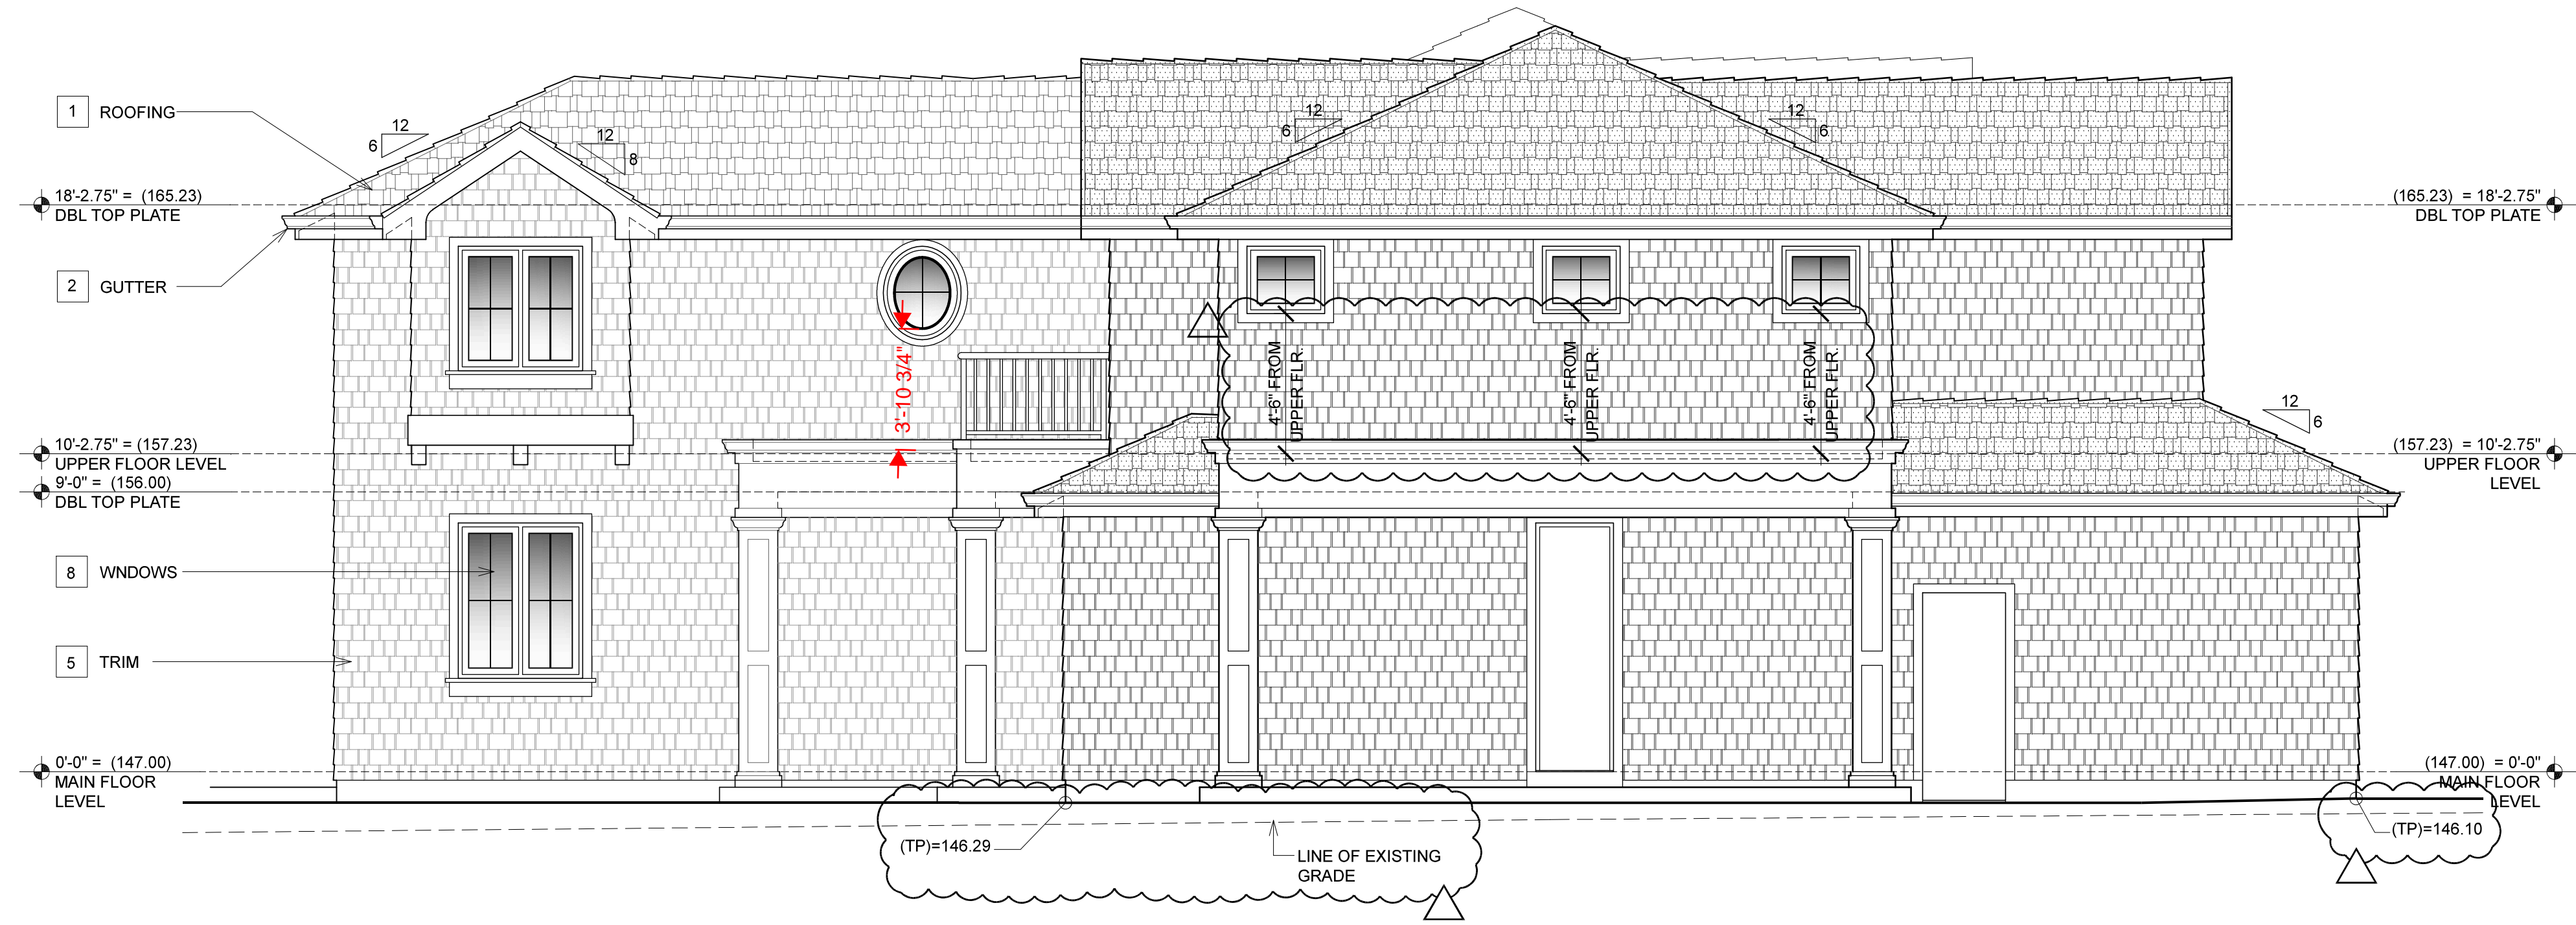 1 ROOFING
12
6
12
8
12
6
12
6
18'-2.75" = (165.23)
DBL TOP PLATE
(165.23) = 18'-2.75"
DBL TOP PLATE
2 GUTTER
3'-10 3/4"
4'-6" FROM
UPPER FLR.
4'-6" FROM
UPPER FLR.
4'-6" FROM
UPPER FLR.
12
6
10'-2.75" = (157.23)
UPPER FLOOR LEVEL
9'-0" = (156.00)
DBL TOP PLATE
(157.23) = 10'-2.75"
UPPER FLOOR
LEVEL
8 WNDOWS
5 TRIM
0'-0" = (147.00)
MAIN FLOOR
LEVEL
(147.00) = 0'-0"
MAIN FLOOR
LEVEL
(TP)=146.29
LINE OF EXISTING
GRADE
(TP)=146.10